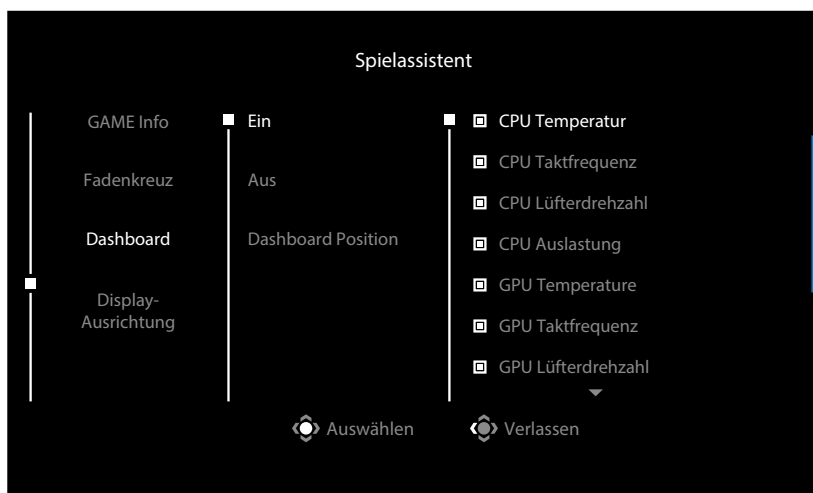 Spielassistent
GAME Info
Fadenkreuz
Dashboard
Display-
Ausrichtung
Ein
Aus
Dashboard Position
CPU Temperatur
CPU Taktfrequenz
CPU Lüfterdrehzahl
CPU Auslastung
GPU Temperature
GPU Taktfrequenz
GPU Lüfterdrehzahl
Auswählen
Verlassen